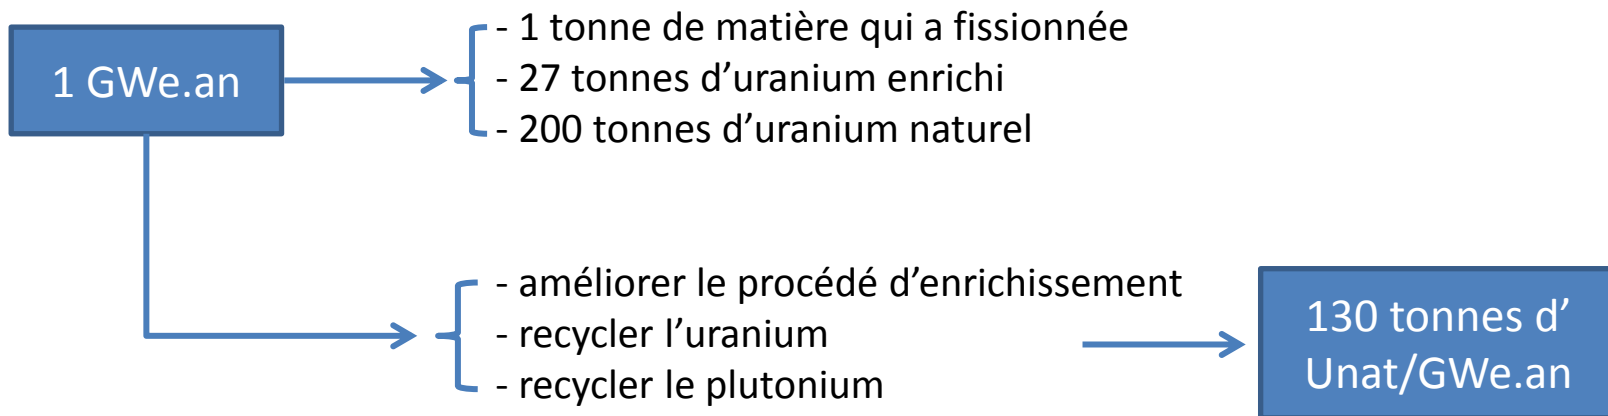 1 GWe.an
- 1 tonne de matière qui a fissionnée
- 27 tonnes d’uranium enrichi
- 200 tonnes d’uranium naturel
- améliorer le procédé d’enrichissement
- recycler l’uranium
- recycler le plutonium
130 tonnes d’
Unat/GWe.an